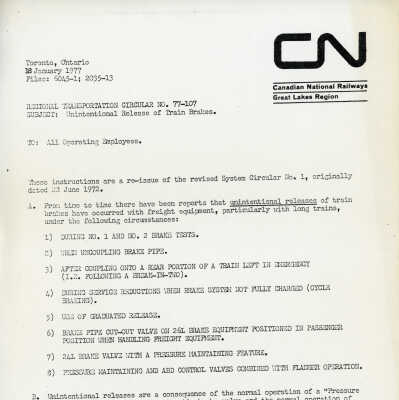 CN
Toronto, Ontario
18 January 1977
Files: 6045-1; 2035-13
Canadian National Railways
Great Lakes Region
REGIONAL TRANSPORTATION CIRCULAR NO. 77-107
SUBJECT: Unintentional Release of Train Brakes.
TO: All Operating Employees.
These instructions are a re-issue of the revised System Circular No. 1, originally
dated 23 June 1972.
A. From time to time there have been reports that unintentional releases of train
brakes have occurred with freight equipment, particularly with long trains,
under the following circumstances:
1) DURING NO. 1 AND NO. 2 BRAKE TESTS.
2) WHEN UNCOUPLING BRAKE PIPE.
3) AFTER COUPLING ONTO A REAR PORTION OF A TRAIN LEFT IN EMERGENCY
(I.E. FOLLOWING A BREAK-IN-TWO).
4) DURING SERVICE REDUCTIONS WHEN BRAKE SYSTEM NOT FULLY CHARGED (CYCLE
BRAKING).
5) USE OF GRADUATED RELEASE.
6) BRAKE PIPE CUT-OUT VALVE ON 26L BRAKE EQUIPMENT POSITIONED IN PASSENGER
POSITION WHEN HANDLING FREIGHT EQUIPMENT.
7) 24L BRAKE VALVE WITH A PRESSURE MAINTAINING FEATURE.
8) PRESSURE MAINTAINING AND ABD CONTROL VALVES COMBINED WITH FLANGER OPERATION.
B. Unintentional releases are a consequence of the normal operation of a "Pressure